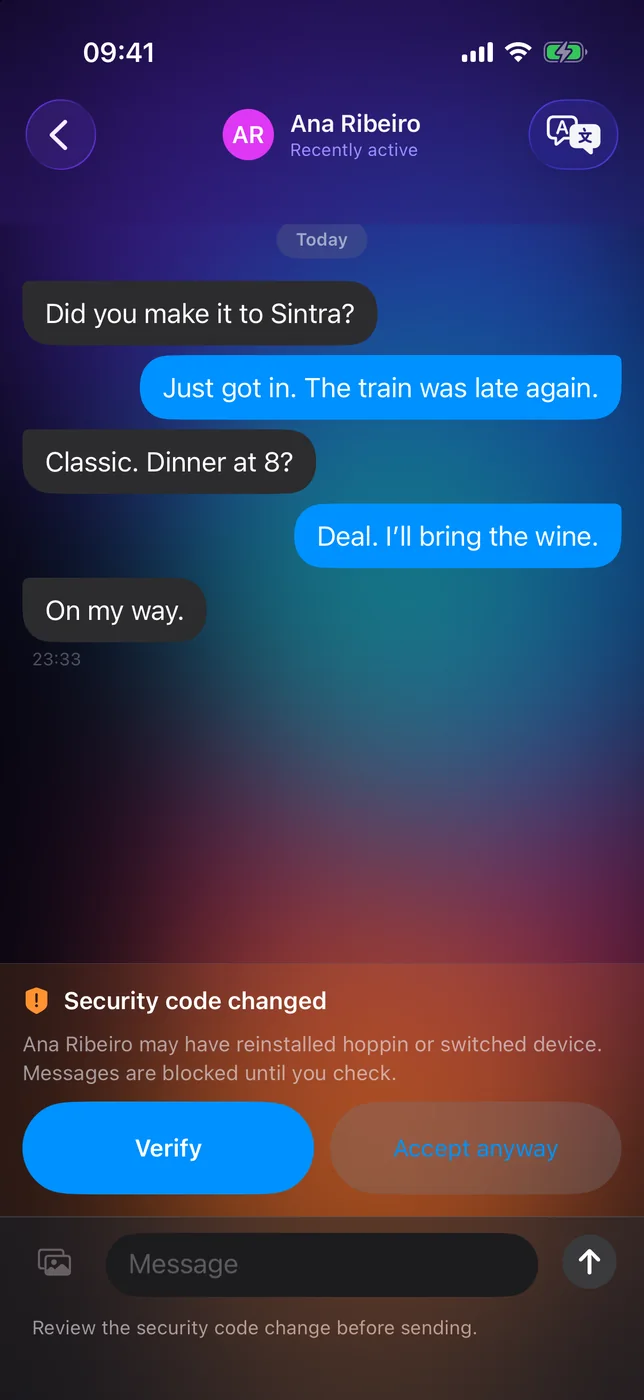 09:41
AR
Ana Ribeiro
Recently active
A 文
Today
Did you make it to Sintra?
Just got in. The train was late again.
Classic. Dinner at 8?
Deal. I’ll bring the wine.
On my way.
23:33
Security code changed
Ana Ribeiro may have reinstalled hoppin or switched device.
Messages are blocked until you check.
Verify
Accept anyway
Message
Review the security code change before sending.